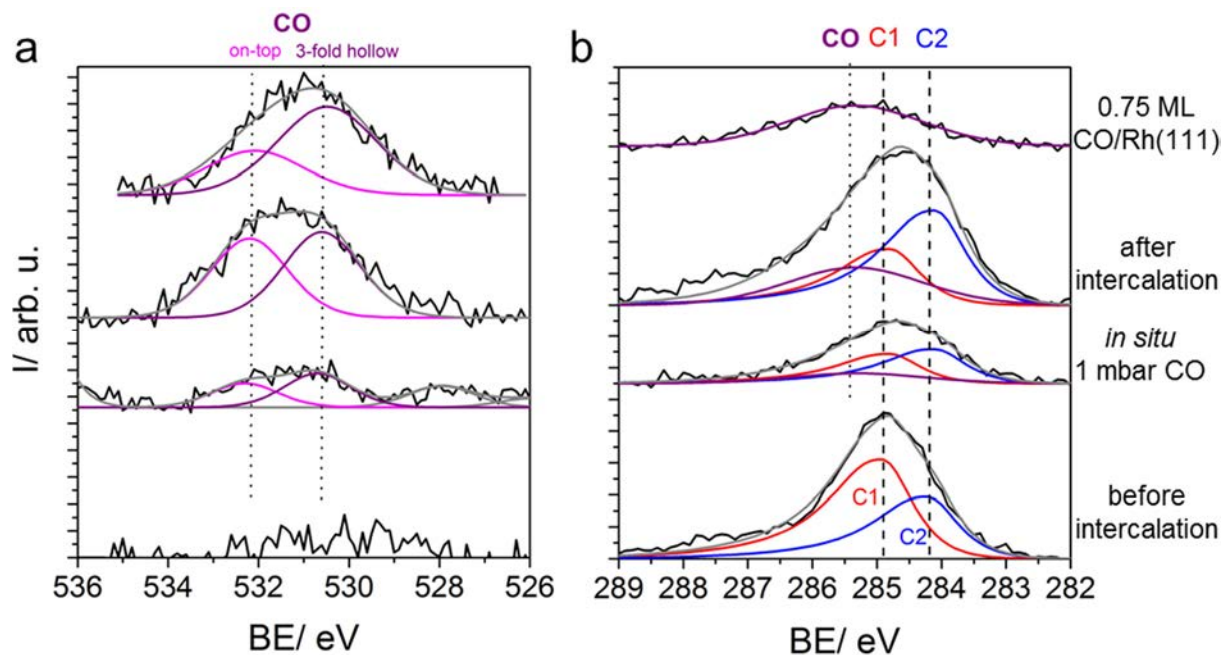 a
CO
on-top 3-fold hollow
I/ arb. u.
536 534 532 530 528 526
BE/ eV
b
CO C1 C2
0.75 ML
CO/Rh(111)
after
intercalation
in situ
1 mbar CO
before
intercalation
C1
C2
289 288 287 286 285 284 283 282
BE/ eV